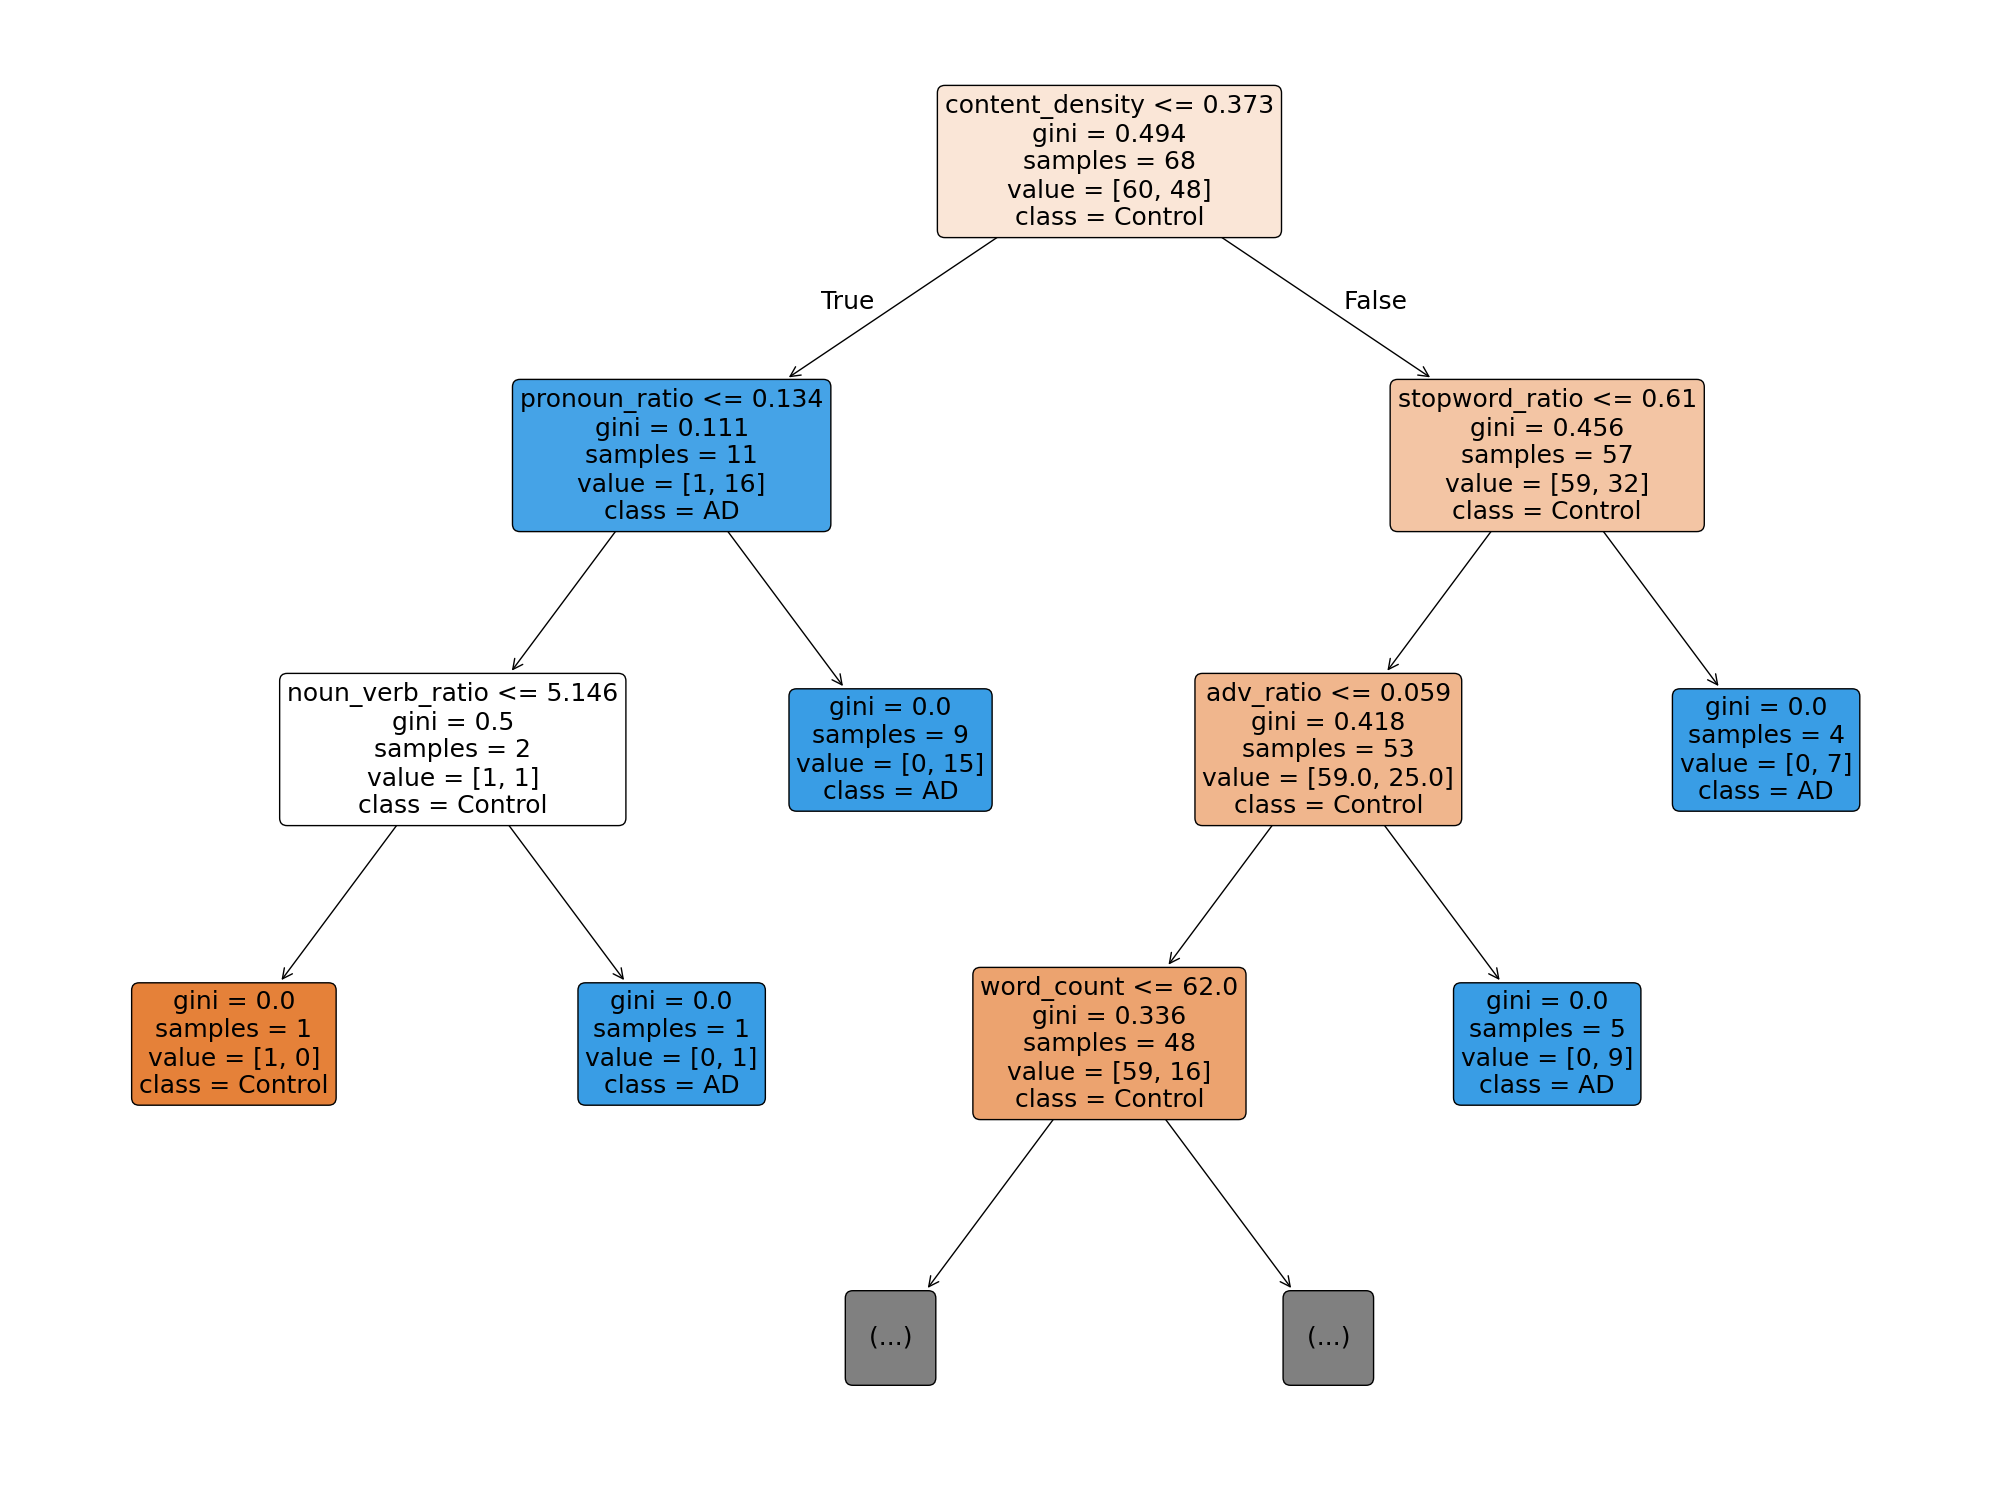 content_density <= 0.373
gini = 0.494
samples = 68
value = [60, 48]
class = Control
True
False
pronoun_ratio <= 0.134
gini = 0.111
samples = 11
value = [1, 16]
class = AD
stopword_ratio <= 0.61
gini = 0.456
samples = 57
value = [59, 32]
class = Control
noun_verb_ratio <= 5.146
gini = 0.5
samples = 2
value = [1, 1]
class = Control
gini = 0.0
samples = 9
value = [0, 15]
class = AD
adv_ratio <= 0.059
gini = 0.418
samples = 53
value = [59.0, 25.0]
class = Control
gini = 0.0
samples = 4
value = [0, 7]
class = AD
gini = 0.0
samples = 1
value = [1, 0]
class = Control
gini = 0.0
samples = 1
value = [0, 1]
class = AD
word_count <= 62.0
gini = 0.336
samples = 48
value = [59, 16]
class = Control
gini = 0.0
samples = 5
value = [0, 9]
class = AD
(...)
(...)